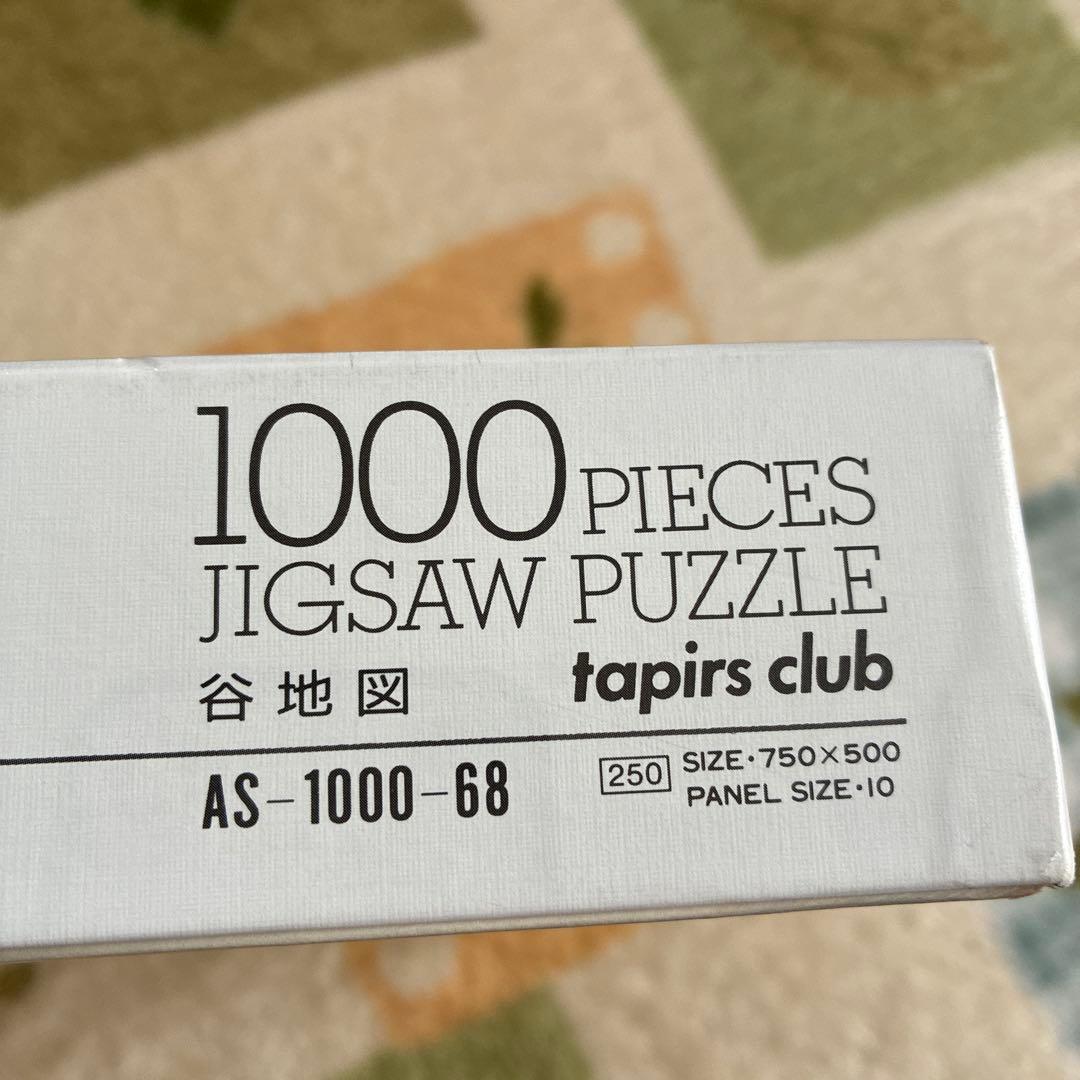 1000 PIECES
JIGSAW PUZZLE
谷地図 tapirs club
AS-1000-68 250 SIZE・750×500
PANEL SIZE・10